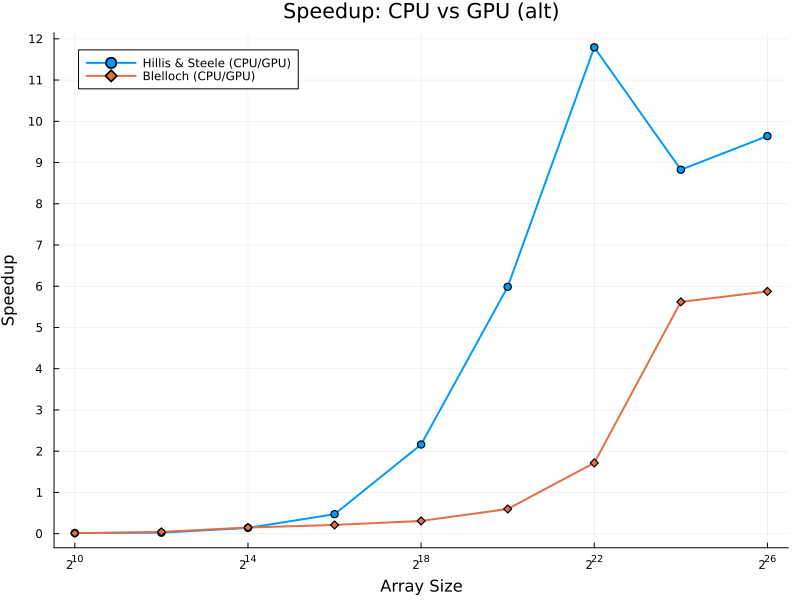 Speedup: CPU vs GPU (alt)
Hillis & Steele (CPU/GPU)
Blelloch (CPU/GPU)
12
11
10
9
8
7
6
5
4
3
2
1
0
Speedup
2^10 2^14 2^18 2^22 2^26
Array Size